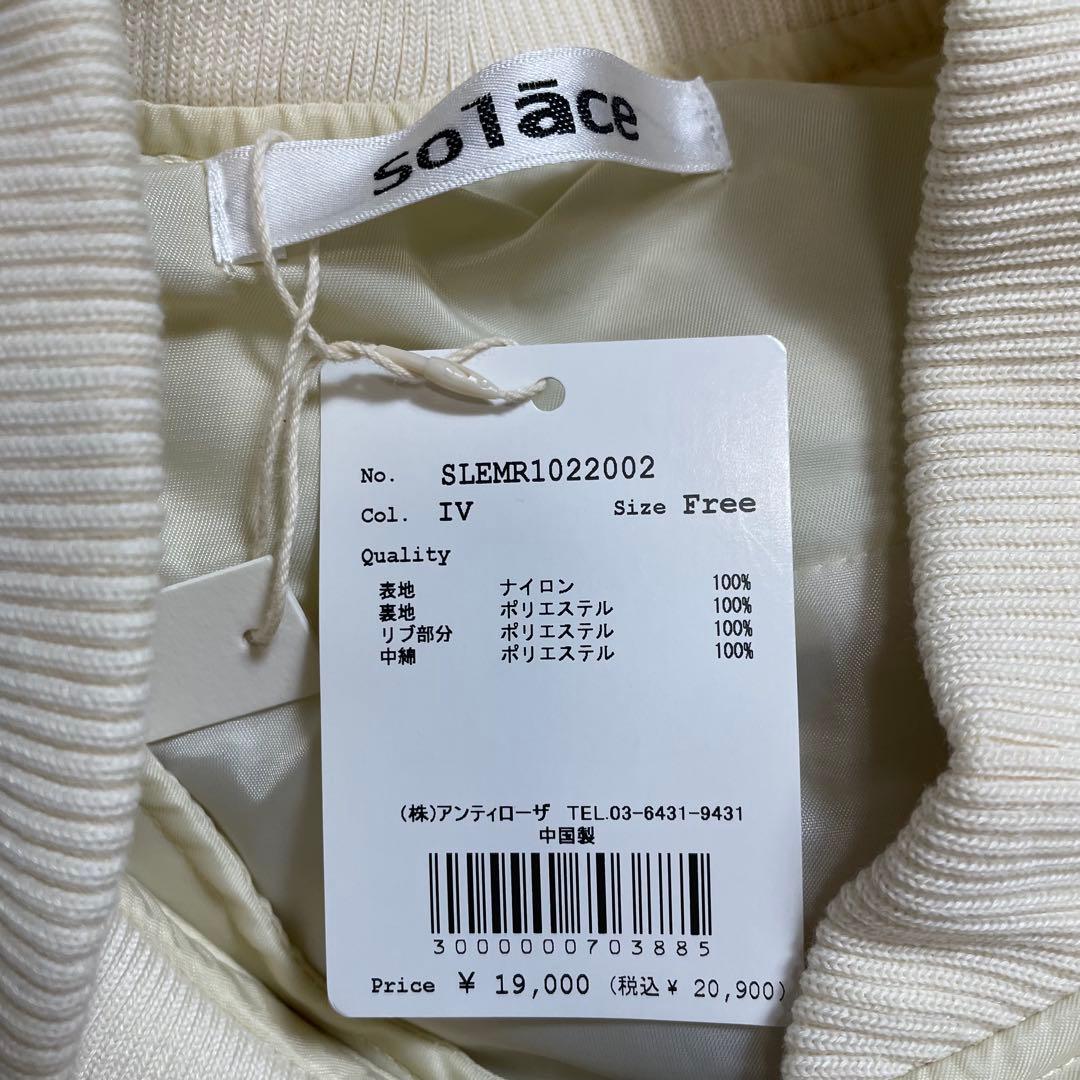 solāce
No. SLEMR1022002
Col. IV Size Free
Quality
表地 ナイロン 100%
裏地 ポリエステル 100%
リブ部分 ポリエステル 100%
中綿 ポリエステル 100%
(株)アンティローザ TEL.03-6431-9431
中国製
3000000703885
Price ¥ 19,000 (税込¥ 20,900)